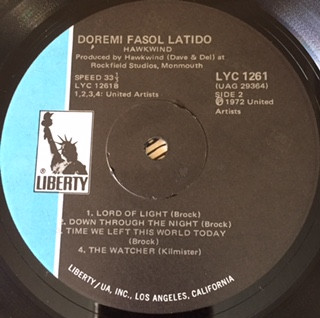 DOREMI FASOL LATIDO
HAWKWIND
Produced by Hawkwind (Dave & Del) at
Rockfield Studios, Monmouth
SPEED 33⅓
LYC 1261B
1,2,3,4: United Artists
LYC 1261
(UAG 29364)
SIDE 2
℗ 1972 United
Artists
LIBERTY
1. LORD OF LIGHT (Brock)
2. DOWN THROUGH THE NIGHT (Brock)
3. TIME WE LEFT THIS WORLD TODAY
(Brock)
4. THE WATCHER (Kilmister)
LIBERTY/UA, INC., LOS ANGELES, CALIFORNIA